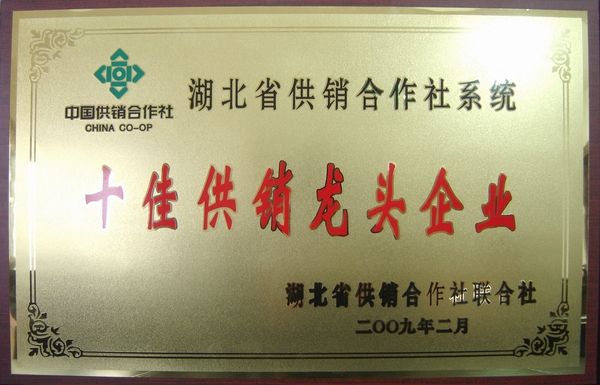 湖北省供销合作社系统
中国供销合作社
CHINA CO-OP
十佳供销龙头企业
湖北省供销合作社联合社
二〇〇九年二月